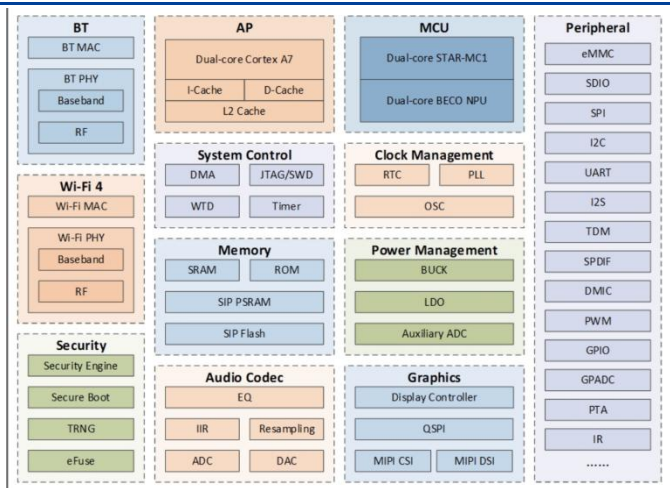 BT
BT MAC
BT PHY
Baseband
RF
AP
Dual-core Cortex A7
I-Cache
D-Cache
L2 Cache
MCU
Dual-core STAR-MC1
Dual-core BECO NPU
Peripheral
eMMC
SDIO
SPI
I2C
UART
I2S
TDM
SPDIF
DMIC
PWM
GPIO
GPADC
PTA
IR
......
System Control
DMA
JTAG/SWD
WTD
Timer
Clock Management
RTC
PLL
OSC
Wi-Fi 4
Wi-Fi MAC
Wi-Fi PHY
Baseband
RF
Memory
SRAM
ROM
SIP PSRAM
SIP Flash
Power Management
BUCK
LDO
Auxiliary ADC
Security
Security Engine
Secure Boot
TRNG
eFuse
Audio Codec
EQ
IIR
Resampling
ADC
DAC
Graphics
Display Controller
QSPI
MIPI CSI
MIPI DSI